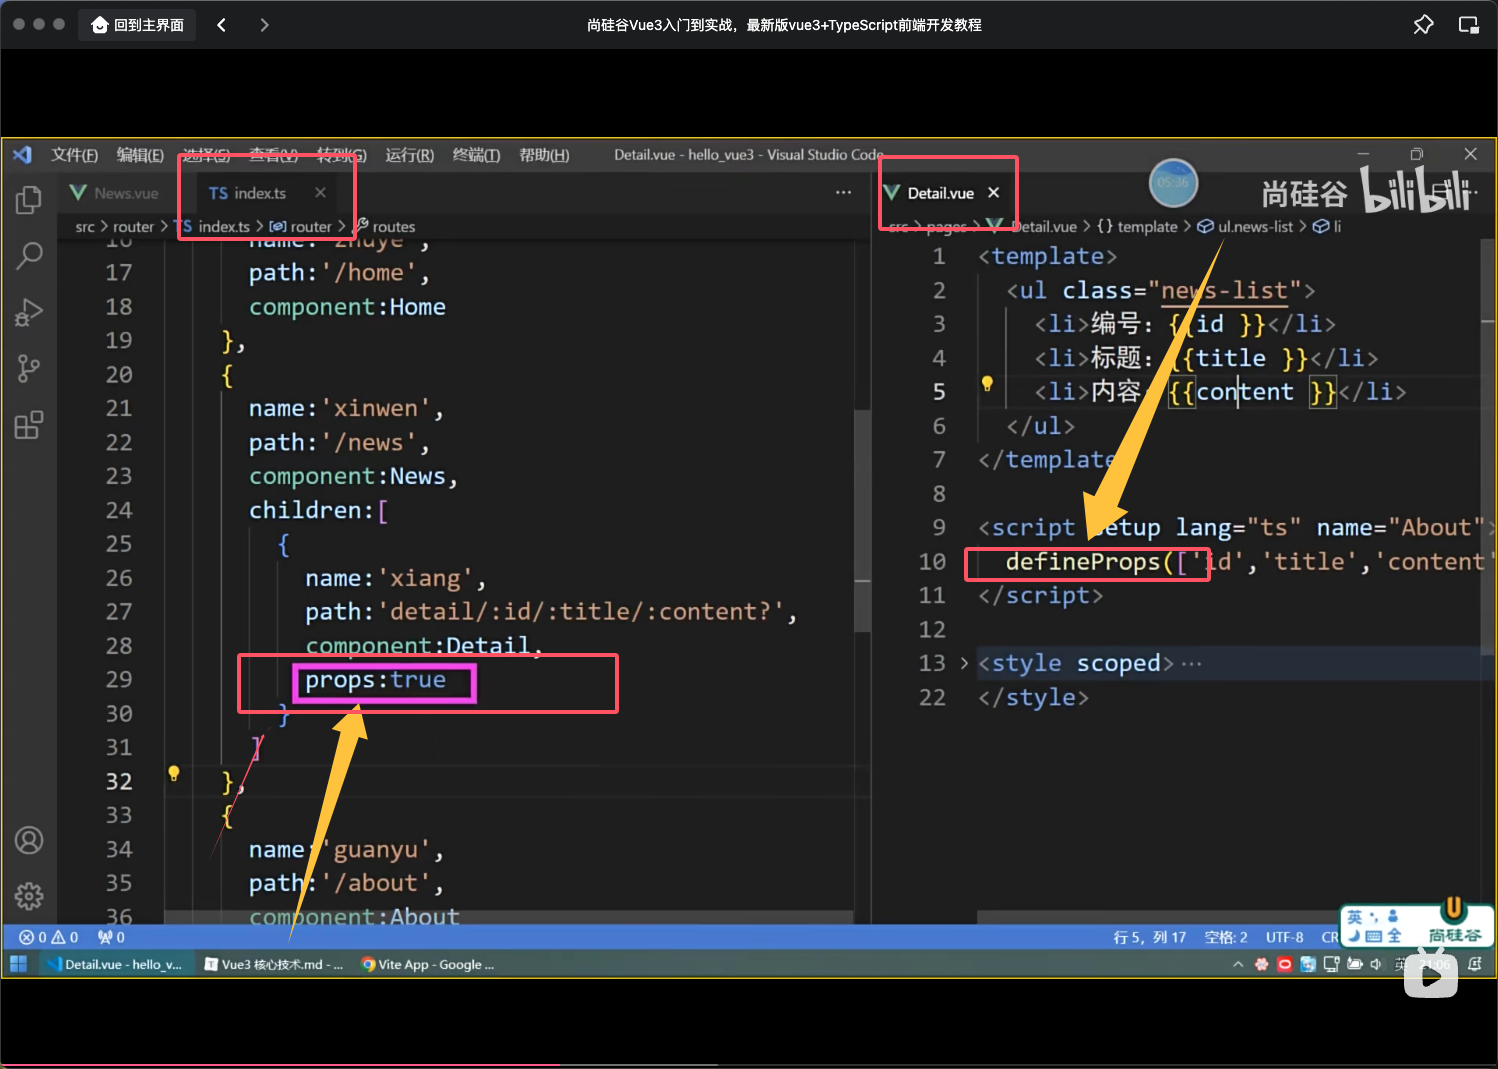 回到主界面
尚硅谷Vue3入门到实战，最新版vue3+TypeScript前端开发教程
文件(F) 编辑(E) 选择(S) 查看(V) 转到(G) 运行(R) 终端(T) 帮助(H)
Detail.vue - hello_vue3 - Visual Studio Code
News.vue
TS index.ts
src > router > TS index.ts > router > routes
16 name:'zhuye',
17 path:'/home',
18 component:Home
19 },
20 {
21 name:'xinwen',
22 path:'/news',
23 component:News,
24 children:[
25 {
26 name:'xiang',
27 path:'detail/:id/:title/:content?',
28 component:Detail,
29 props:true
30 }
31 ]
32 },
33 {
34 name:'guanyu',
35 path:'/about',
36 component:About
Detail.vue
05:36
尚硅谷 bilibili
src > pages > Detail.vue > {} template > ul.news-list > li
1 <template>
2 <ul class="news-list">
3 <li>编号：{{id }}</li>
4 <li>标题：{{title }}</li>
5 <li>内容：{{content }}</li>
6 </ul>
7 </template
8
9 <script setup lang="ts" name="About">
10 defineProps(['id','title','content'
11 </script>
12
13 <style scoped>···
22 </style>
0 0 0
行 5，列 17 空格: 2 UTF-8 CR
英 全
尚硅谷
Detail.vue - hello_v...
Vue3 核心技术.md - ...
Vite App - Google ...
英 21:06